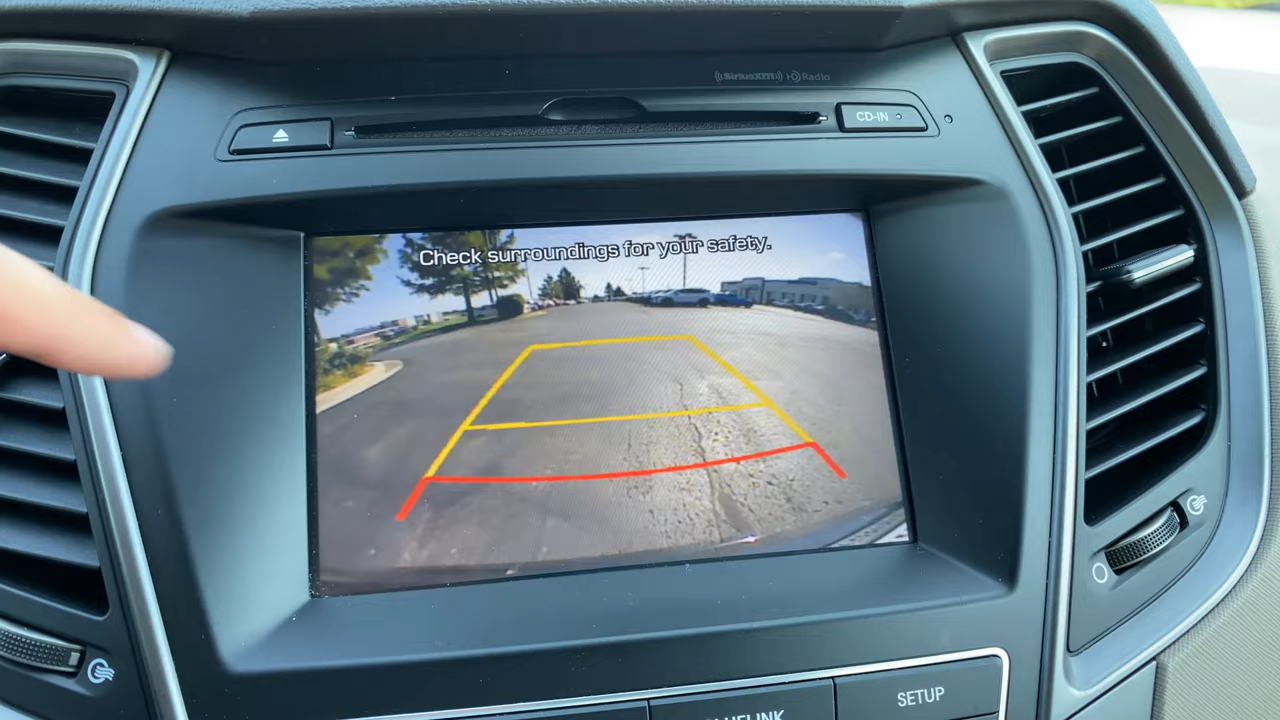 ((SiriusXM)) HD Radio
CD-IN
Check surroundings for your safety.
SETUP